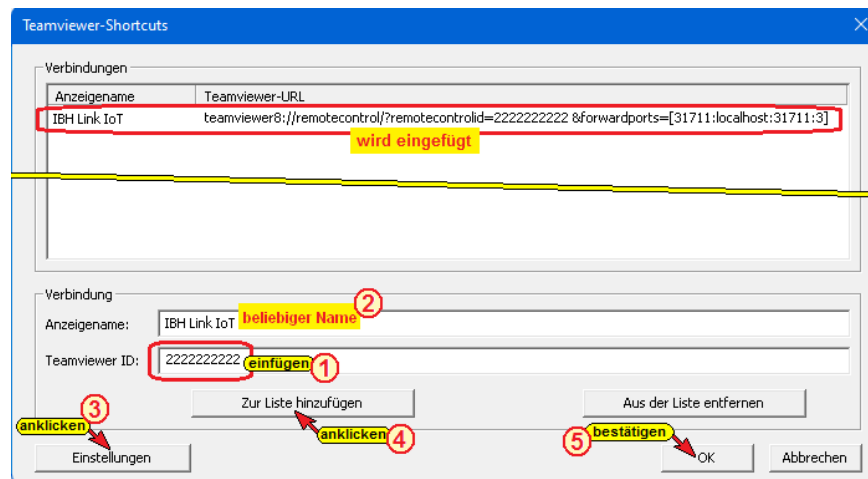 Teamviewer-Shortcuts
Verbindungen
Anzeigename Teamviewer-URL
IBH Link IoT teamviewer8://remotecontrol/?remotecontrolid=2222222222 &forwardports=[31711:localhost:31711:3]
wird eingefügt
Verbindung
Anzeigename: IBH Link IoT beliebiger Name 2
Teamviewer ID: 2222222222 einfügen 1
Zur Liste hinzufügen Aus der Liste entfernen
anklicken 3 anklicken 4 5 bestätigen
Einstellungen OK Abbrechen